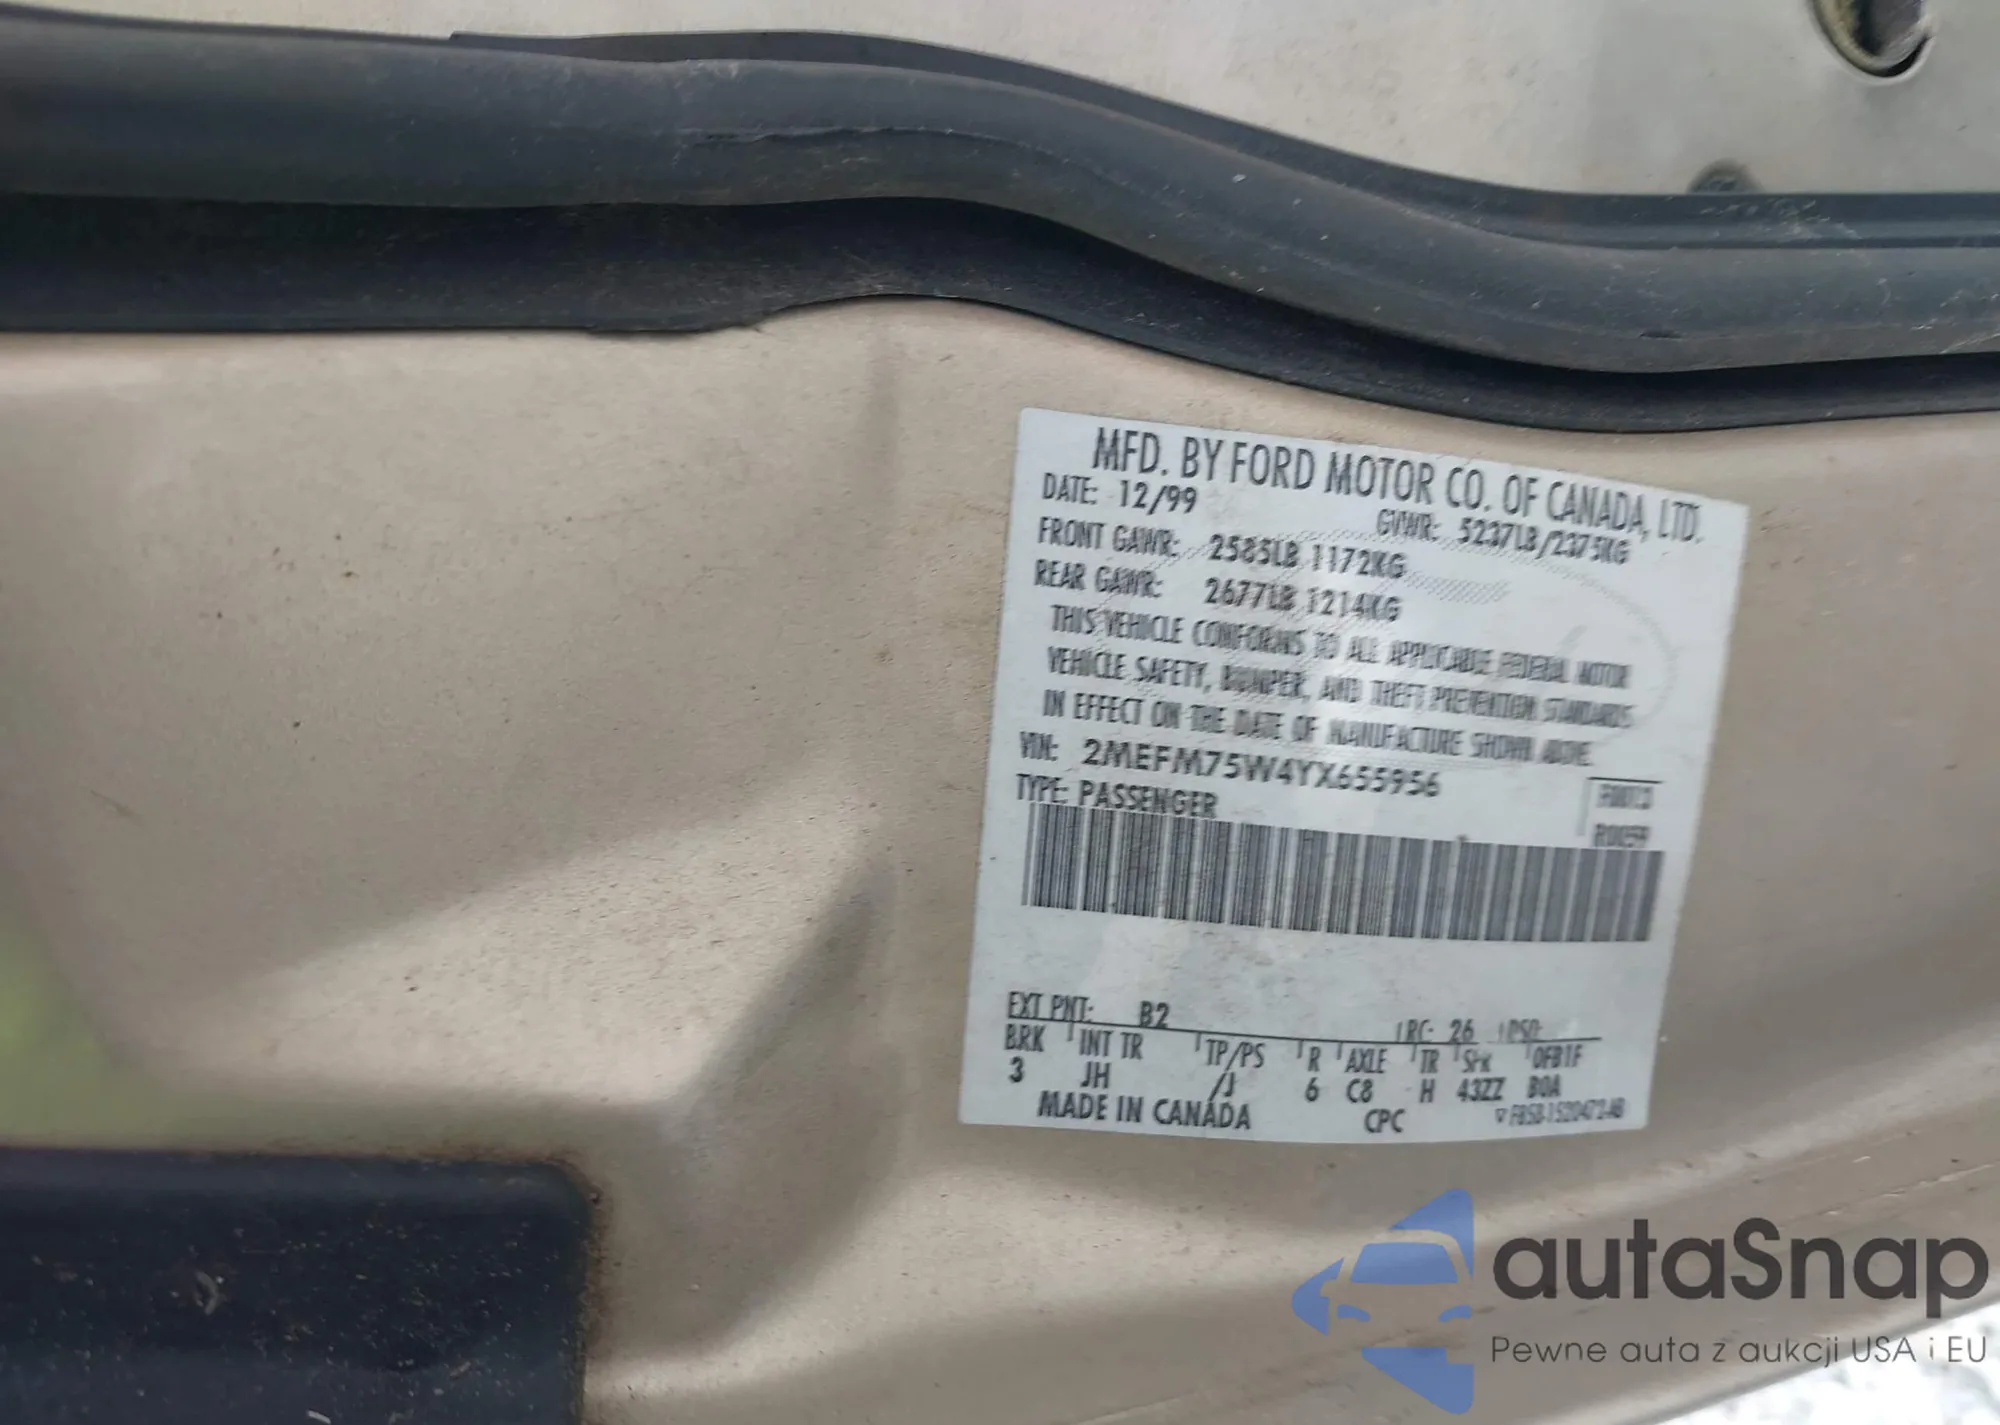 MFD. BY FORD MOTOR CO. OF CANADA, LTD.
DATE: 12/99 GVWR: 5237LB/2375KG
FRONT GAWR: 2585LB 1172KG
REAR GAWR: 2677LB 1214KG
THIS VEHICLE CONFORMS TO ALL APPLICABLE FEDERAL MOTOR
VEHICLE SAFETY, BUMPER, AND THEFT PREVENTION STANDARDS
IN EFFECT ON THE DATE OF MANUFACTURE SHOWN ABOVE.
VIN: 2MEFM75W4YX655956
TYPE: PASSENGER
EXT PNT: B2 RC: 26 DSO:
BRK INT TR TP/PS R AXLE TR SPR
3 JH /J 6 C8 H 43ZZ B0A
MADE IN CANADA CPC
autaSnap
Pewne auta z aukcji USA i EU